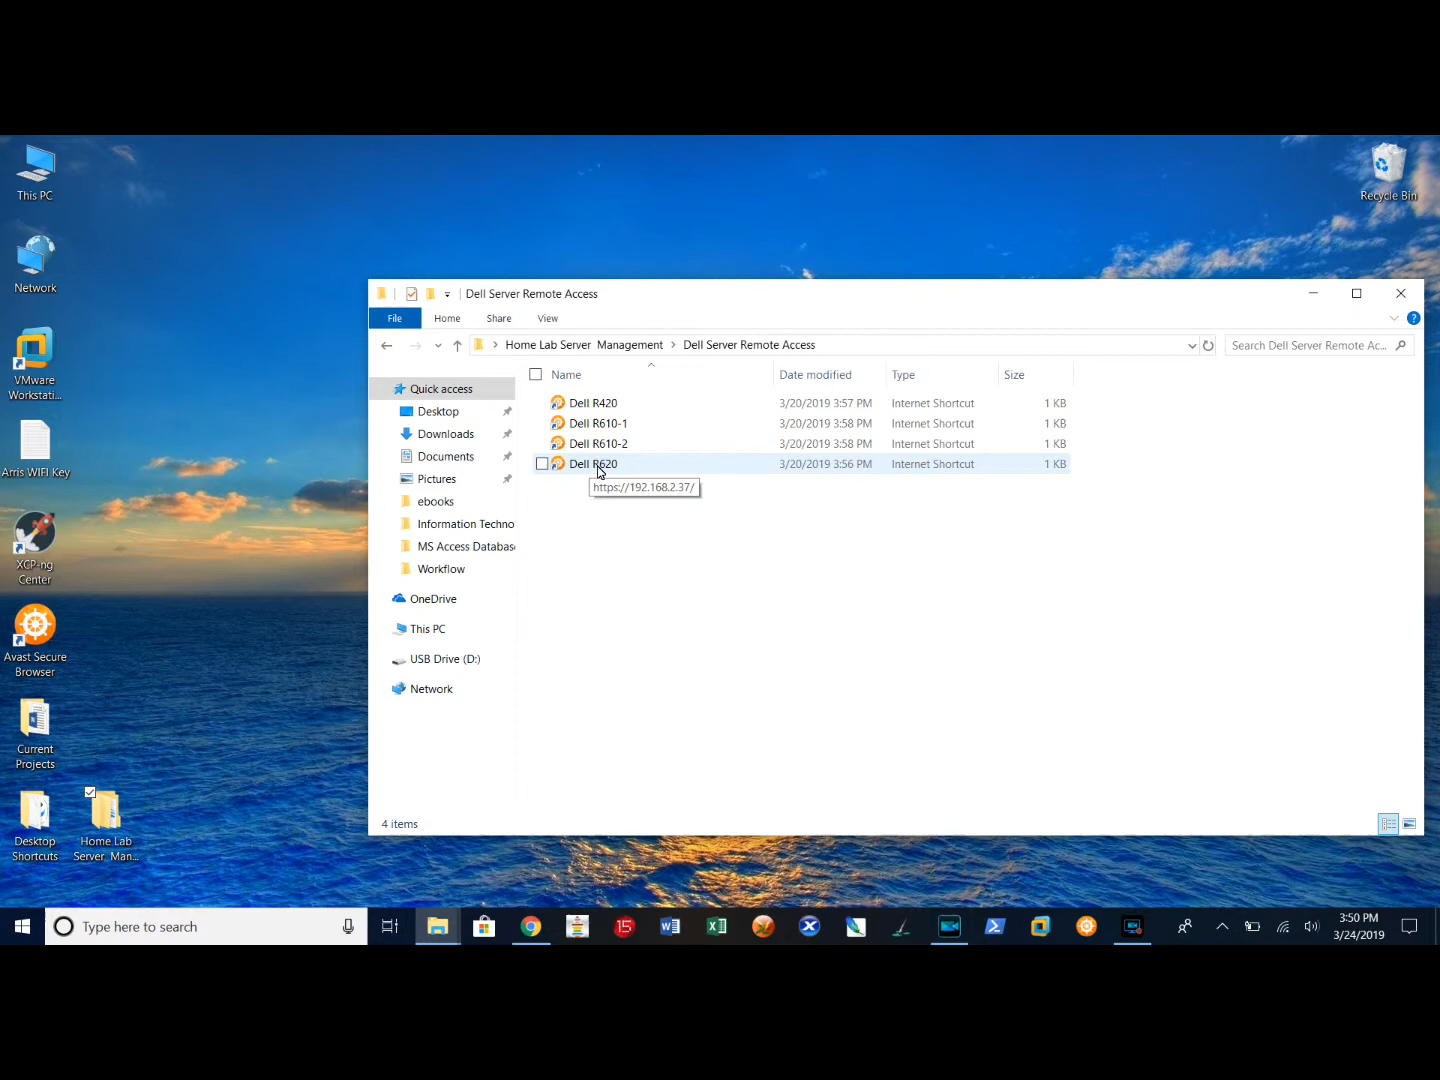 This PC
Recycle Bin
Network
VMware
Workstati...
Arris WIFI Key
XCP-ng
Center
Avast Secure
Browser
Current
Projects
Desktop
Shortcuts
Home Lab
Server Man...
Dell Server Remote Access
File Home Share View
Home Lab Server Management > Dell Server Remote Access
Search Dell Server Remote Ac...
Name Date modified Type Size
Quick access
Desktop
Downloads
Documents
Pictures
ebooks
Information Techno
MS Access Databas
Workflow
OneDrive
This PC
USB Drive (D:)
Network
Dell R420 3/20/2019 3:57 PM Internet Shortcut 1 KB
Dell R610-1 3/20/2019 3:58 PM Internet Shortcut 1 KB
Dell R610-2 3/20/2019 3:58 PM Internet Shortcut 1 KB
Dell R620 3/20/2019 3:56 PM Internet Shortcut 1 KB
https://192.168.2.37/
4 items
Type here to search
15
3:50 PM
3/24/2019